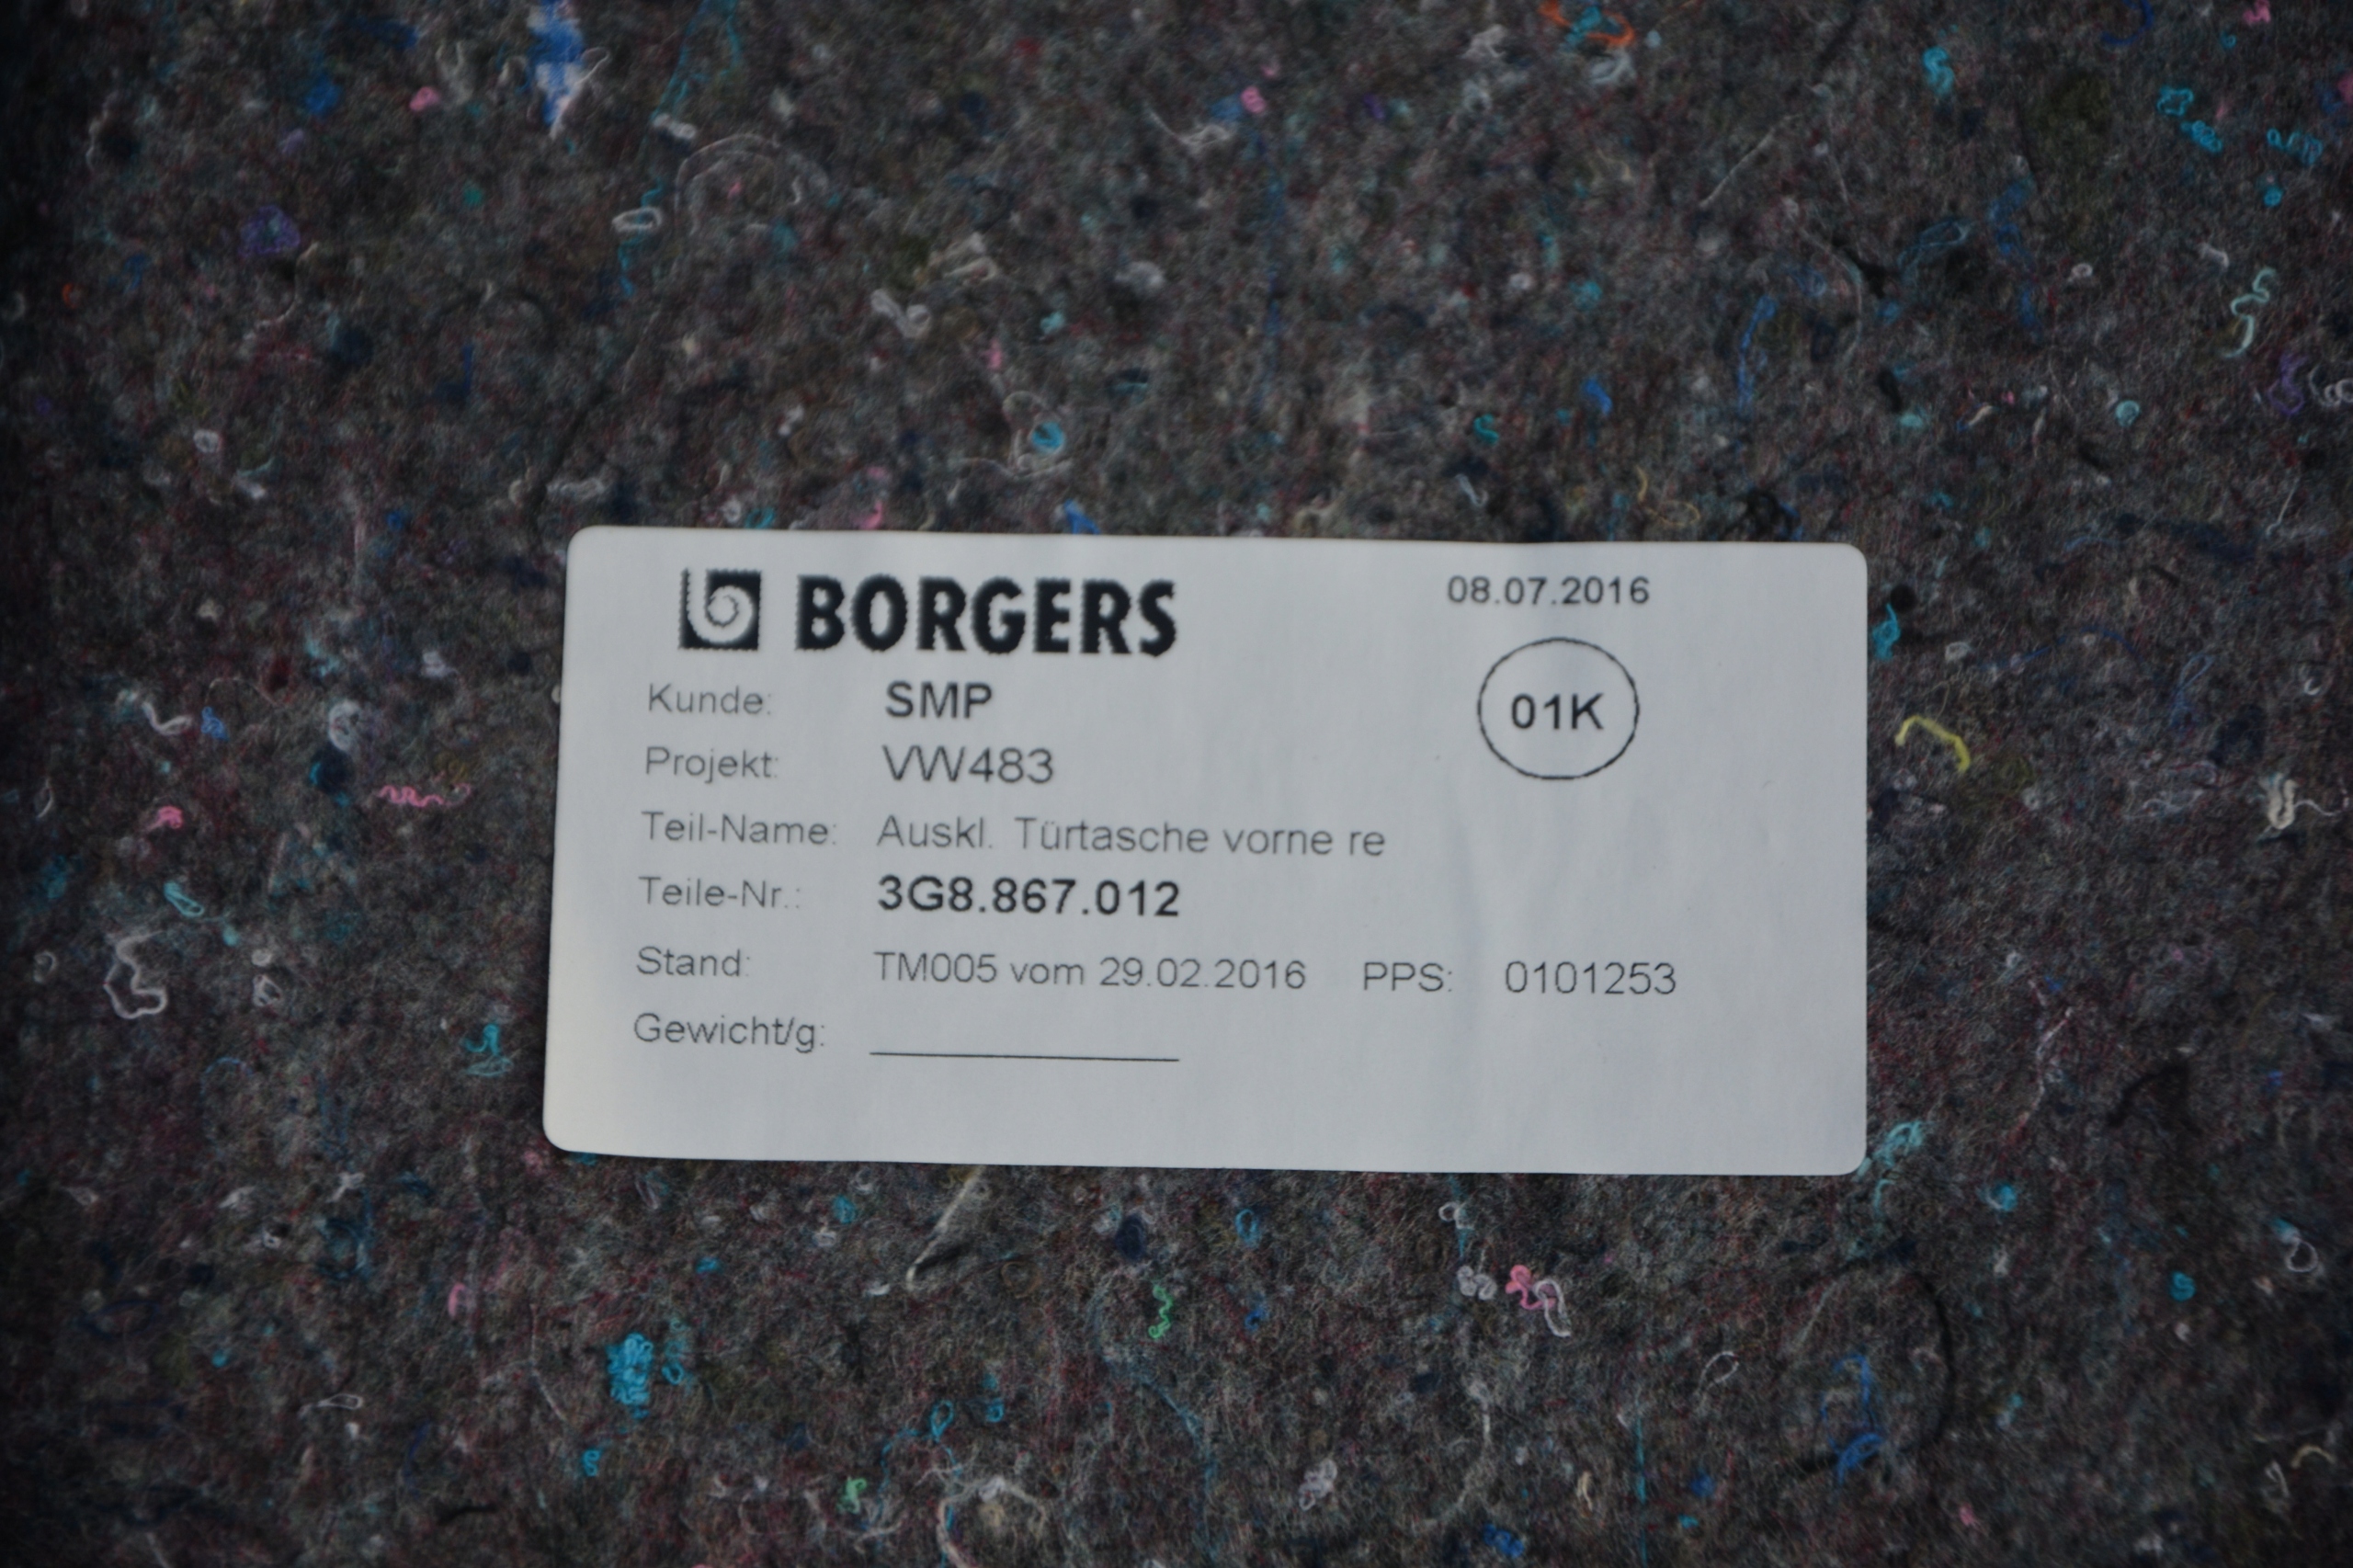 BORGERS 08.07.2016
Kunde: SMP 01K
Projekt: VW483
Teil-Name: Auskl. Türtasche vorne re
Teile-Nr.: 3G8.867.012
Stand: TM005 vom 29.02.2016 PPS: 0101253
Gewicht/g: